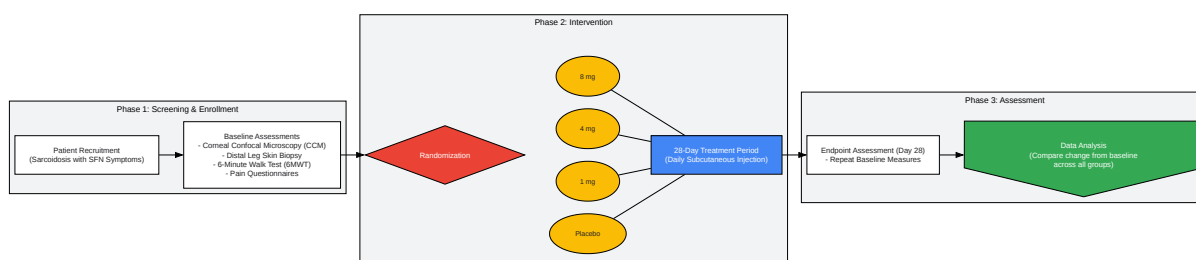 Phase 1: Screening & Enrollment
Patient Recruitment
(Sarcoidosis with SFN Symptoms)
Baseline Assessments
- Corneal Confocal Microscopy (CCM)
- Distal Leg Skin Biopsy
- 6-Minute Walk Test (6MWT)
- Pain Questionnaires
Phase 2: Intervention
Randomization
8 mg
4 mg
1 mg
Placebo
28-Day Treatment Period
(Daily Subcutaneous Injection)
Phase 3: Assessment
Endpoint Assessment (Day 28)
- Repeat Baseline Measures
Data Analysis
(Compare change from baseline
across all groups)